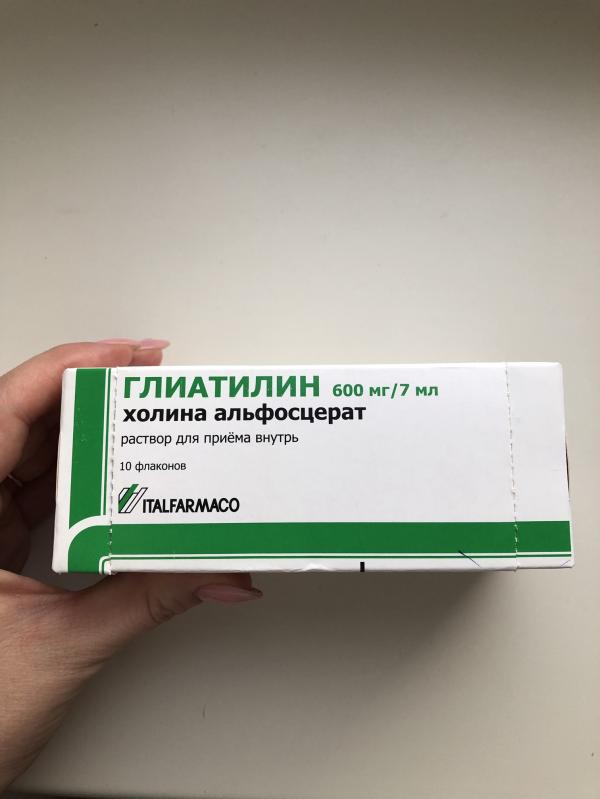 ГЛИАТИЛИН 600 мг/7 мл
холина альфосцерат
раствор для приёма внутрь
10 флаконов
ITALFARMACO